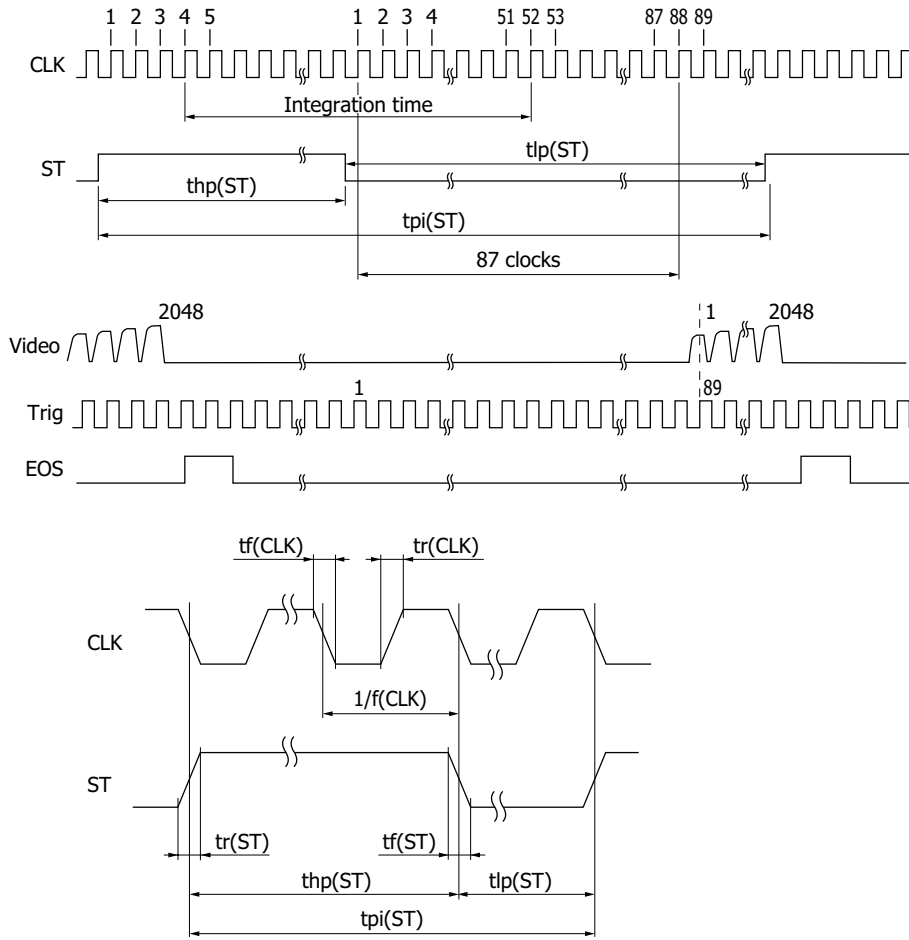 1 2 3 4 5 1 2 3 4 51 52 53 87 88 89
CLK
Integration time
tlp(ST)
ST
thp(ST)
tpi(ST)
87 clocks
2048 1 2048
Video
1 89
Trig
EOS
tf(CLK) tr(CLK)
CLK
1/f(CLK)
ST
tr(ST) tf(ST)
thp(ST) tlp(ST)
tpi(ST)